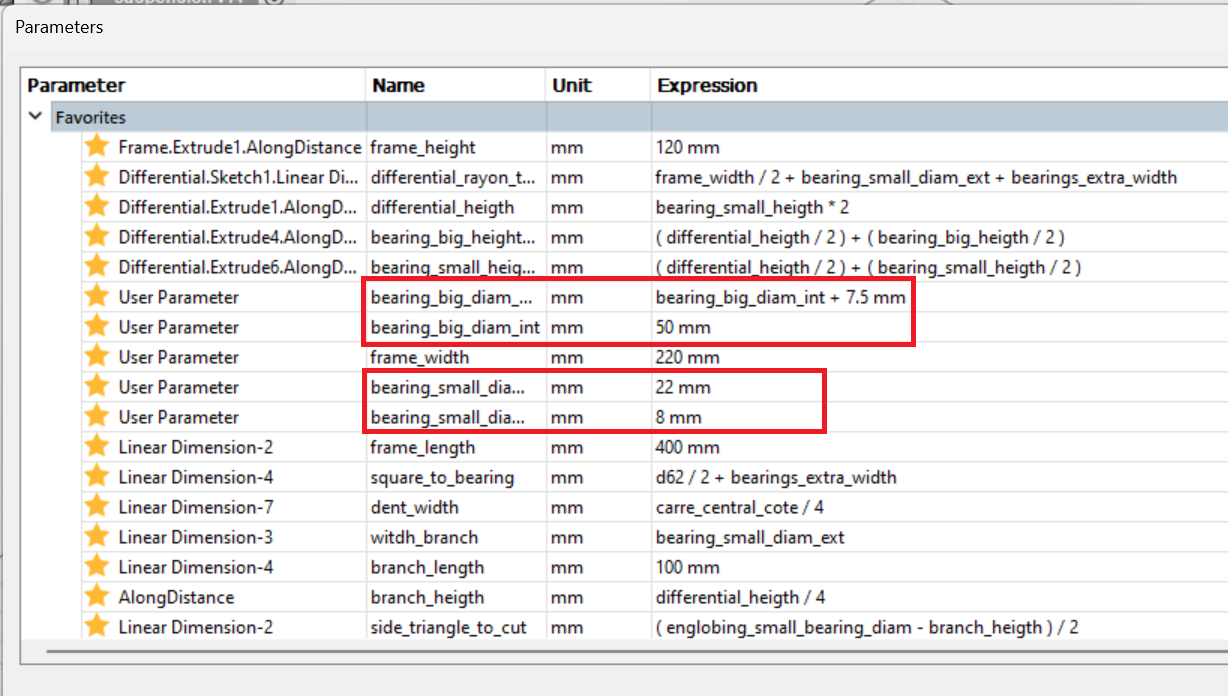 Parameters
Parameter Name Unit Expression
Favorites
Frame.Extrude1.AlongDistance frame_height mm 120 mm
Differential.Sketch1.Linear Di... differential_rayon_t... mm frame_width / 2 + bearing_small_diam_ext + bearings_extra_width
Differential.Extrude1.AlongD... differential_heigth mm bearing_small_heigth * 2
Differential.Extrude4.AlongD... bearing_big_height... mm ( differential_heigth / 2 ) + ( bearing_big_heigth / 2 )
Differential.Extrude6.AlongD... bearing_small_heig... mm ( differential_heigth / 2 ) + ( bearing_small_heigth / 2 )
User Parameter bearing_big_diam_... mm bearing_big_diam_int + 7.5 mm
User Parameter bearing_big_diam_int mm 50 mm
User Parameter frame_width mm 220 mm
User Parameter bearing_small_dia... mm 22 mm
User Parameter bearing_small_dia... mm 8 mm
Linear Dimension-2 frame_length mm 400 mm
Linear Dimension-4 square_to_bearing mm d62 / 2 + bearings_extra_width
Linear Dimension-7 dent_width mm carre_central_cote / 4
Linear Dimension-3 witdh_branch mm bearing_small_diam_ext
Linear Dimension-4 branch_length mm 100 mm
AlongDistance branch_heigth mm differential_heigth / 4
Linear Dimension-2 side_triangle_to_cut mm ( englobing_small_bearing_diam - branch_heigth ) / 2